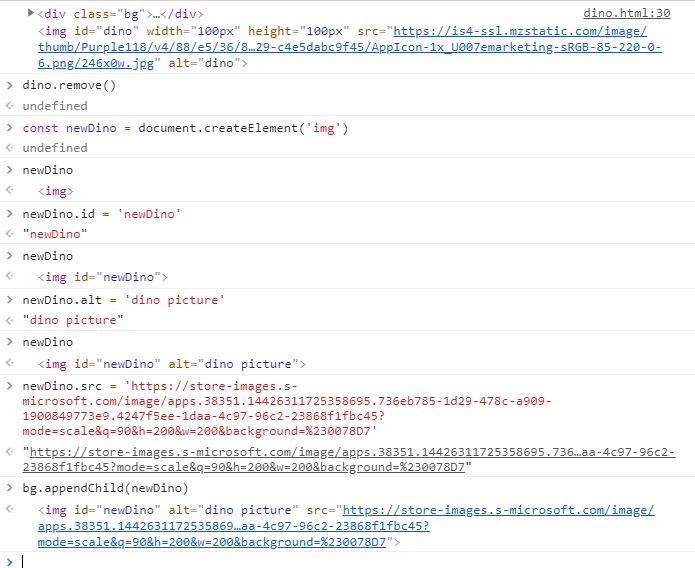 ▶<div class="bg">…</div> dino.html:30
<img id="dino" width="100px" height="100px" src="https://is4-ssl.mzstatic.com/image/
thumb/Purple118/v4/88/e5/36/8…29-c4e5dabc9f45/AppIcon-1x_U007emarketing-sRGB-85-220-0-
6.png/246x0w.jpg" alt="dino">
> dino.remove()
undefined
> const newDino = document.createElement('img')
undefined
> newDino
<img>
> newDino.id = 'newDino'
"newDino"
> newDino
<img id="newDino">
> newDino.alt = 'dino picture'
"dino picture"
> newDino
<img id="newDino" alt="dino picture">
> newDino.src = 'https://store-images.s-
microsoft.com/image/apps.38351.14426311725358695.736eb785-1d29-478c-a909-
1900849773e9.4247f5ee-1daa-4c97-96c2-23868f1fbc45?
mode=scale&q=90&h=200&w=200&background=%230078D7'
"https://store-images.s-microsoft.com/image/apps.38351.14426311725358695.736…aa-4c97-96c2-
23868f1fbc45?mode=scale&q=90&h=200&w=200&background=%230078D7"
> bg.appendChild(newDino)
<img id="newDino" alt="dino picture" src="https://store-images.s-microsoft.com/image/
apps.38351.1442631172535869…aa-4c97-96c2-23868f1fbc45?
mode=scale&q=90&h=200&w=200&background=%230078D7">
>